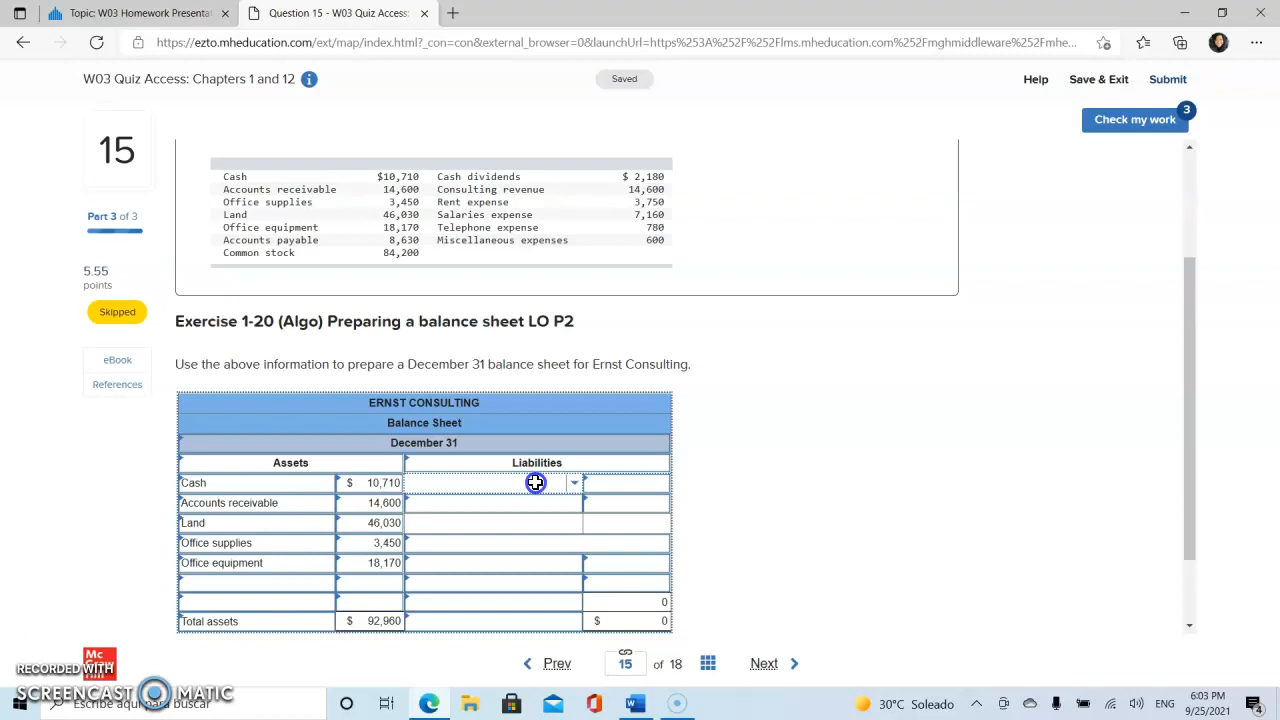 Topic W03 Homework Presentat
Question 15 - W03 Quiz Access:
https://ezto.mheducation.com/ext/map/index.html?_con=con&external_browser=0&launchUrl=https%253A%252F%252Flms.mheducation.com%252Fmghmiddleware%252Fmhe...
W03 Quiz Access: Chapters 1 and 12 i
Saved
Help Save & Exit Submit
3
Check my work
15
Part 3 of 3
5.55
points
Skipped
eBook
References
Cash $10,710 Cash dividends $ 2,180
Accounts receivable 14,600 Consulting revenue 14,600
Office supplies 3,450 Rent expense 3,750
Land 46,030 Salaries expense 7,160
Office equipment 18,170 Telephone expense 780
Accounts payable 8,630 Miscellaneous expenses 600
Common stock 84,200
Exercise 1-20 (Algo) Preparing a balance sheet LO P2
Use the above information to prepare a December 31 balance sheet for Ernst Consulting.
ERNST CONSULTING
Balance Sheet
December 31
Assets Liabilities
Cash $ 10,710
Accounts receivable 14,600
Land 46,030
Office supplies 3,450
Office equipment 18,170
0
Total assets $ 92,960 $ 0
Mc
Graw
Hill
Prev 15 of 18 Next
RECORDED WITH
SCREENCAST MATIC
Escribe aquí para buscar
30°C Soleado
ENG
6:03 PM
9/25/2021
4